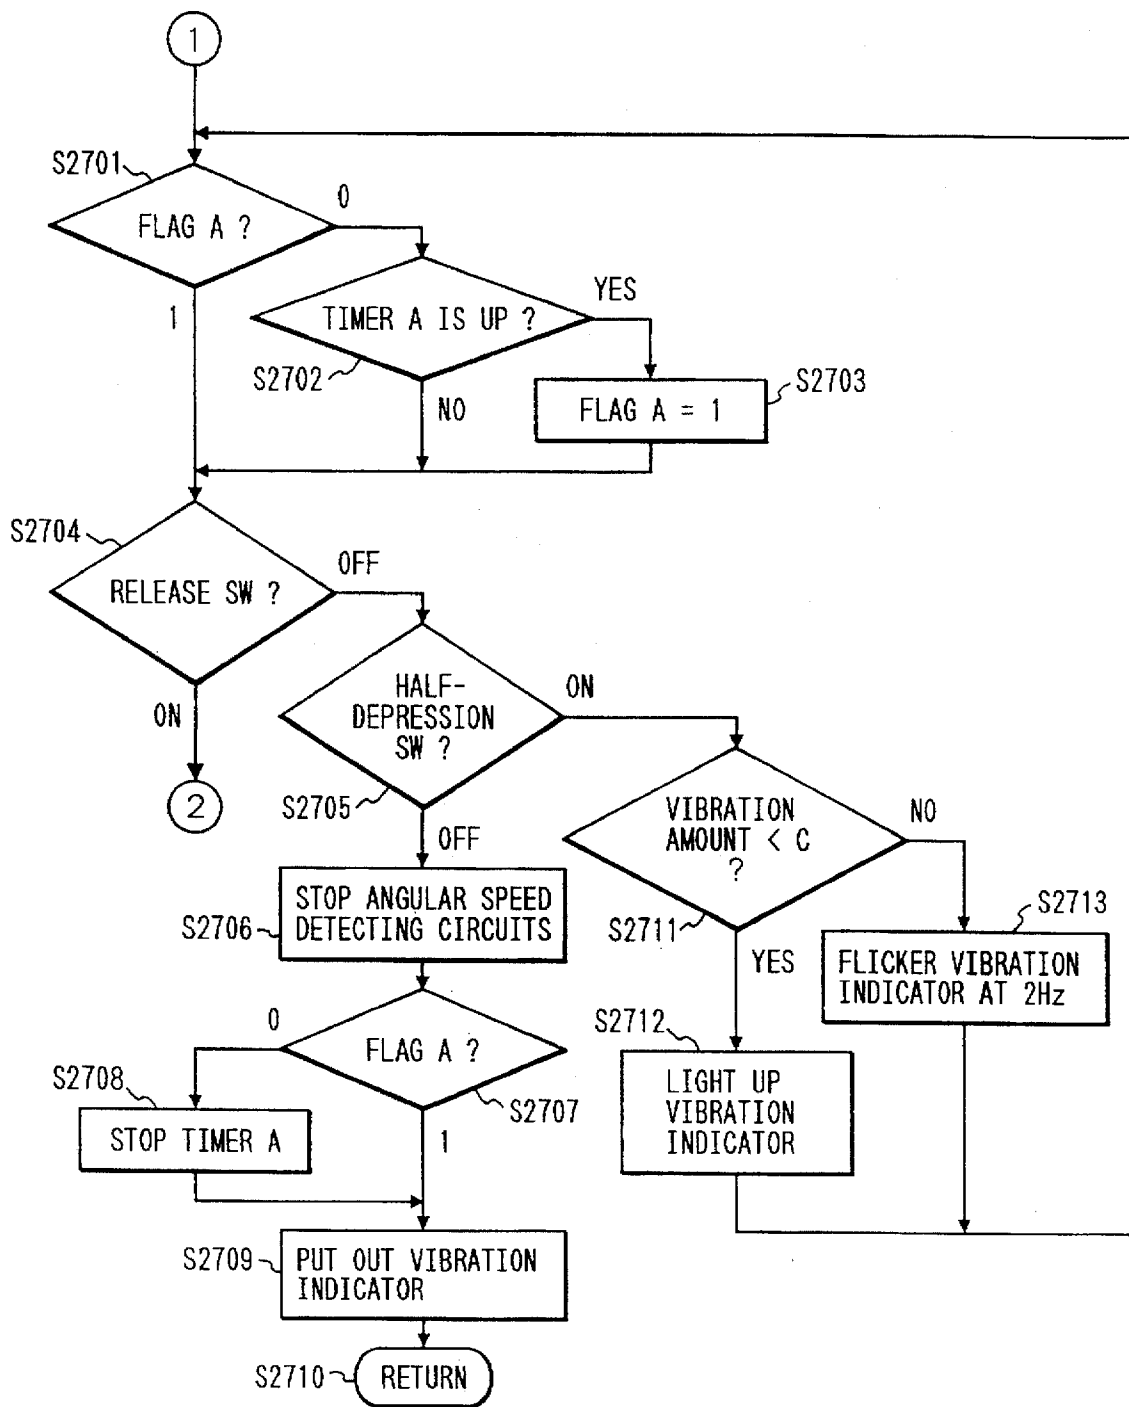 1
S2701
0
FLAG A ?
1
TIMER A IS UP ?
YES
S2702
NO
S2703
FLAG A = 1
S2704
OFF
RELEASE SW ?
ON
2
HALF-
DEPRESSION
SW ?
ON
S2705
OFF
VIBRATION
AMOUNT < C
?
NO
S2711
YES
STOP ANGULAR SPEED
DETECTING CIRCUITS
S2706
S2713
FLICKER VIBRATION
INDICATOR AT 2Hz
0
FLAG A ?
S2707
1
S2708
STOP TIMER A
S2712
LIGHT UP
VIBRATION
INDICATOR
S2709
PUT OUT VIBRATION
INDICATOR
S2710
RETURN